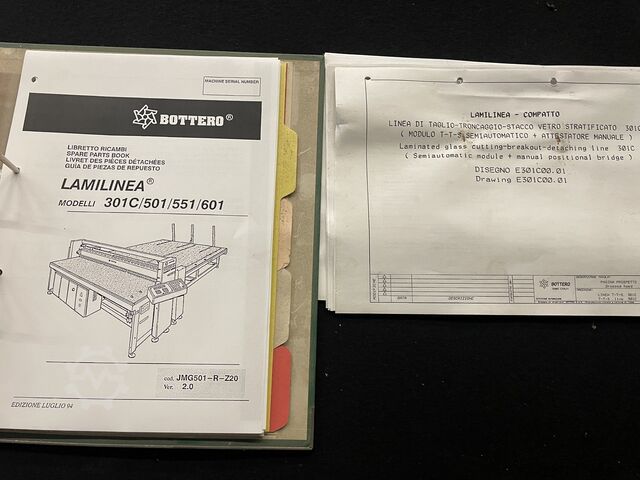 MACHINE SERIAL NUMBER
BOTTERO®
LIBRETTO RICAMBI
SPARE PARTS BOOK
LIVRET DES PIÈCES DÉTACHÉES
GUÍA DE PIEZAS DE REPUESTO
LAMILINEA®
MODELLI 301C/501/551/601
cod. JMG501-R-Z20
Ver. 2.0
EDIZIONE LUGLIO 94
LAMILINEA - COMPATTO
LINEA DI TAGLIO-TRONCAGGIO-STACCO VETRO STRATIFICATO 301C
( MODULO T-T-S SEMIAUTOMATICO + ATTESTATORE MANUALE )
Laminated glass cutting-breakout-detaching line 301C
( Semiautomatic module + manual positional bridge )
DISEGNO E301C00.01
Drawing E301C00.01
DATA
DESCRIZIONE
BOTTERO